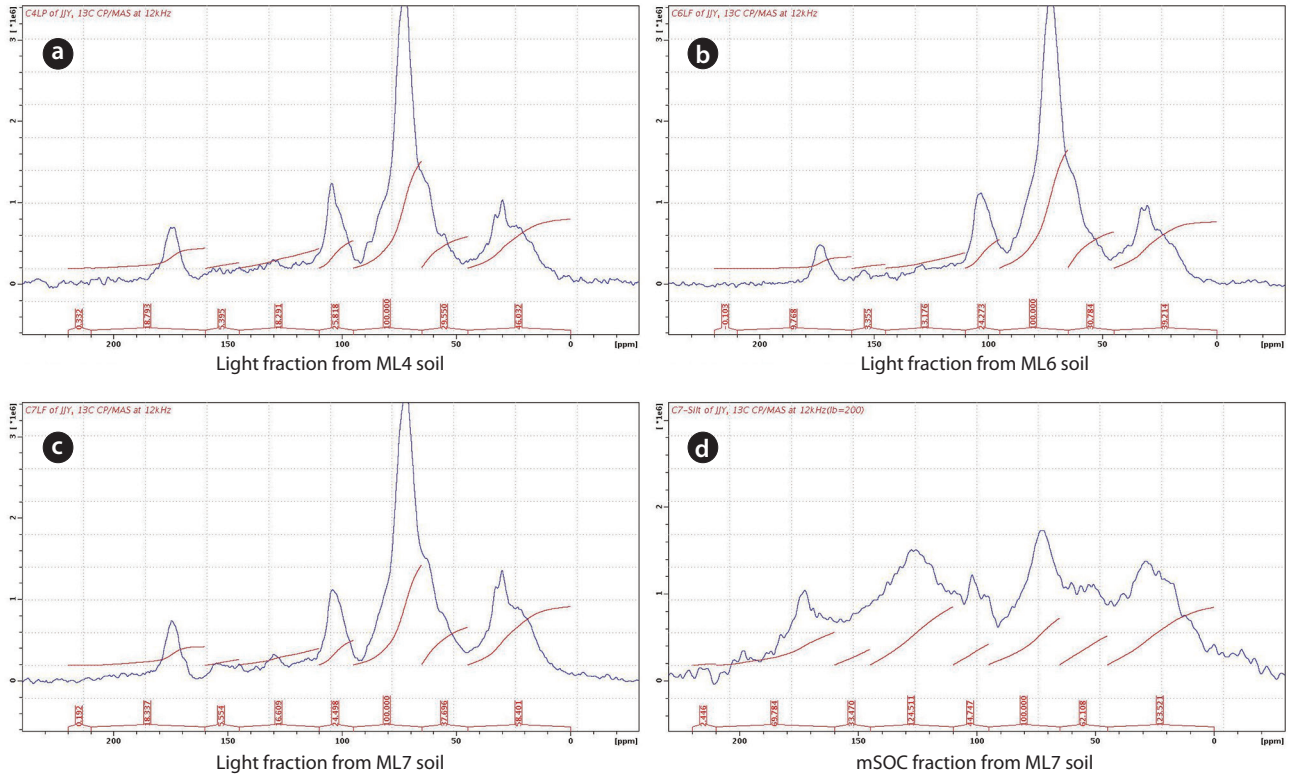 C4LP of JJY, 13C CP/MAS at 12kHz
a
[ *1e6]
3
2
1
0
0.332
18.793
5.395
18.291
25.818
100.000
29.550
46.032
200 150 100 50 0 [ppm]
Light fraction from ML4 soil
C6LF of JJY, 13C CP/MAS at 12kHz
b
[ *1e6]
3
2
1
0
-0.103
9.768
3.355
13.176
24.273
100.000
30.784
39.214
200 150 100 50 0 [ppm]
Light fraction from ML6 soil
C7LF of JJY, 13C CP/MAS at 12kHz
c
[ *1e6]
3
2
1
0
0.192
18.337
5.554
16.009
24.498
100.000
37.696
58.401
200 150 100 50 0 [ppm]
Light fraction from ML7 soil
C7-Silt of JJY, 13C CP/MAS at 12kHz(lb=200)
d
[ *1e6]
3
2
1
0
2.446
69.784
33.470
124.511
44.747
100.000
62.108
123.521
200 150 100 50 0 [ppm]
mSOC fraction from ML7 soil